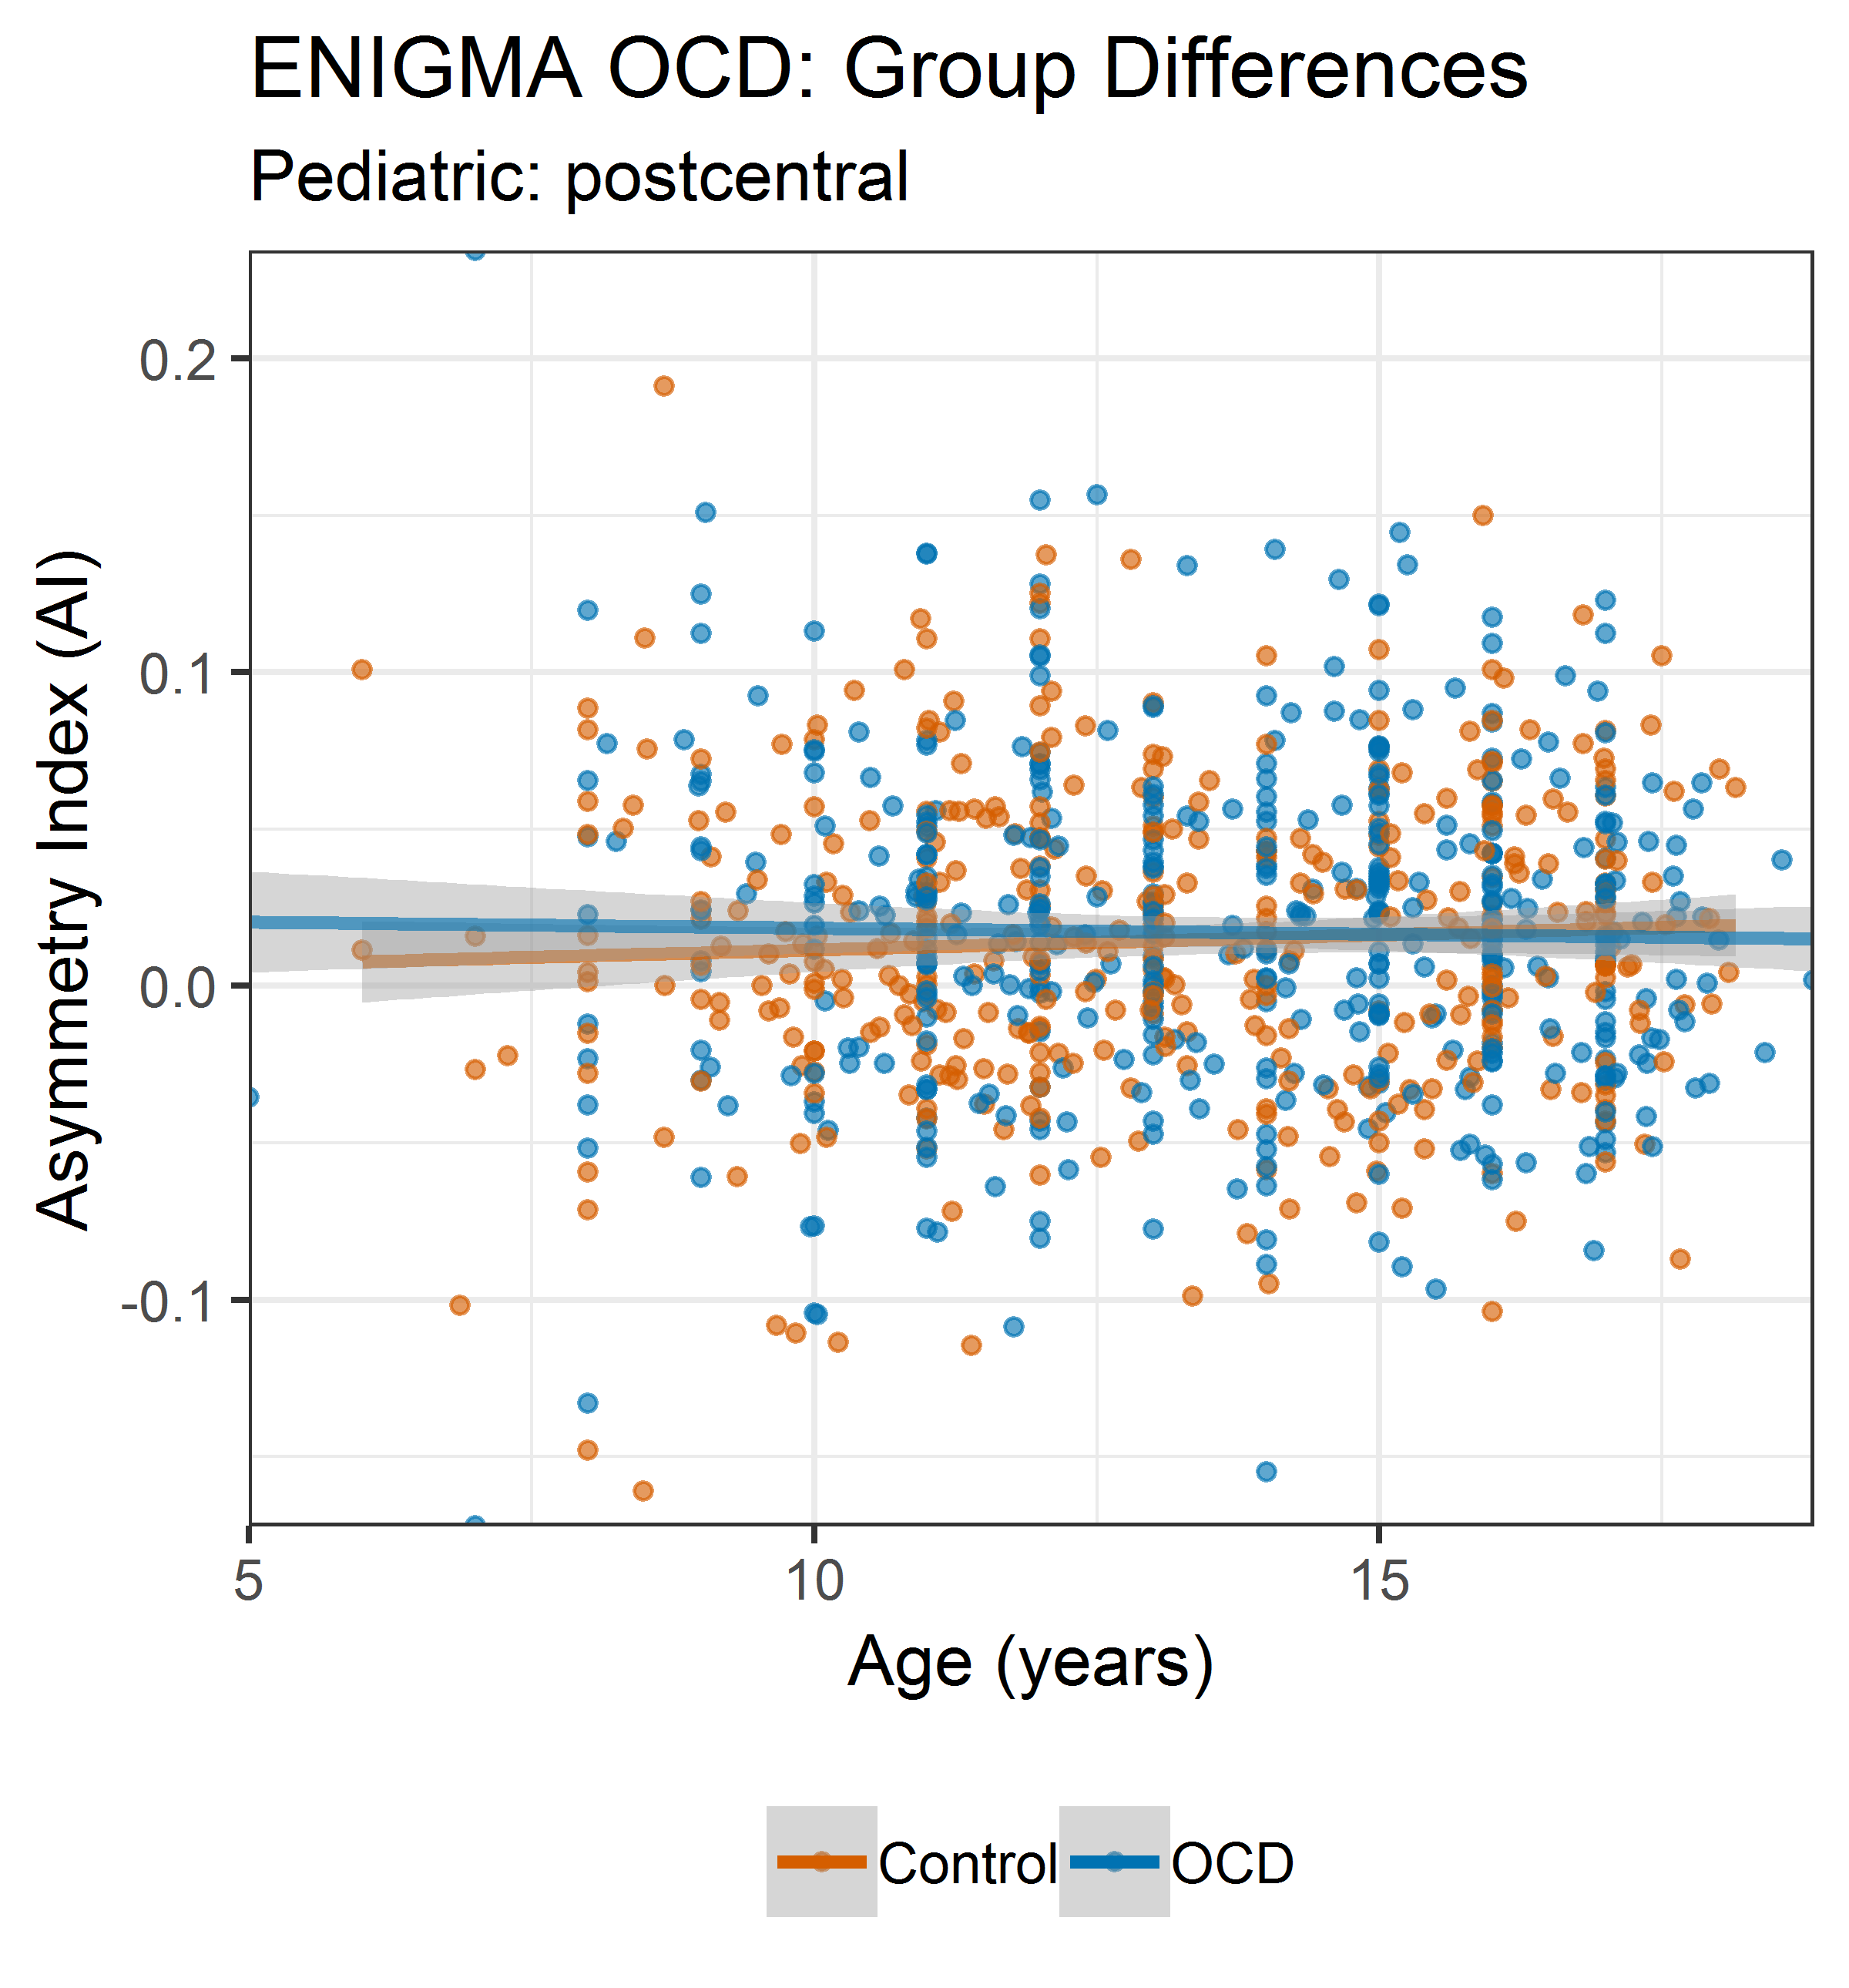 ENIGMA OCD: Group Differences
Pediatric: postcentral
Asymmetry Index (AI)
0.2
0.1
0.0
-0.1
5 10 15
Age (years)
Control OCD